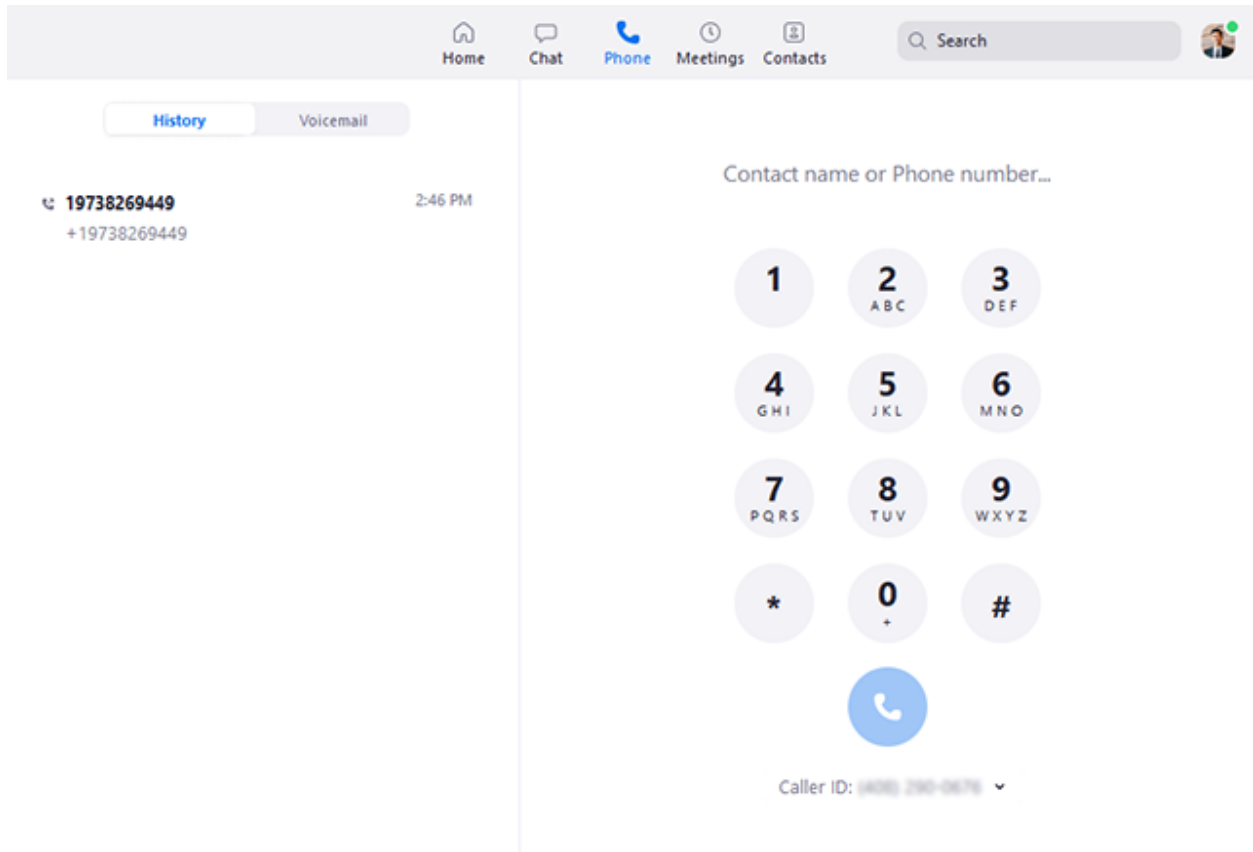 Home Chat Phone Meetings Contacts Search
History Voicemail
19738269449 2:46 PM
+19738269449
Contact name or Phone number...
1 2 3
ABC DEF
4 5 6
GHI JKL MNO
7 8 9
PQRS TUV WXYZ
* 0 #
+
Caller ID: